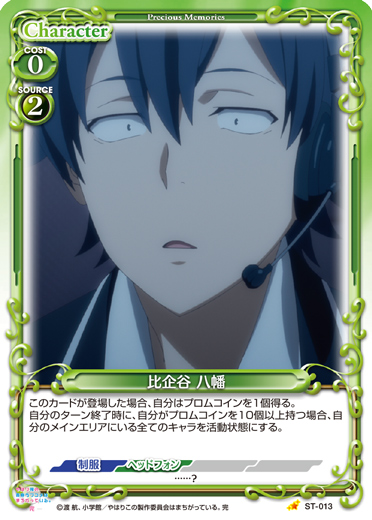 Precious Memories
Character
COST
0
SOURCE
2
比企谷 八幡
このカードが登場した場合、自分はプロムコインを1個得る。
自分のターン終了時に、自分がプロムコインを10個以上持つ場合、自
分のメインエリアにいる全てのキャラを活動状態にする。
制服 ヘッドフォン
……?
©渡 航、小学館／やはりこの製作委員会はまちがっている。完
ST-013